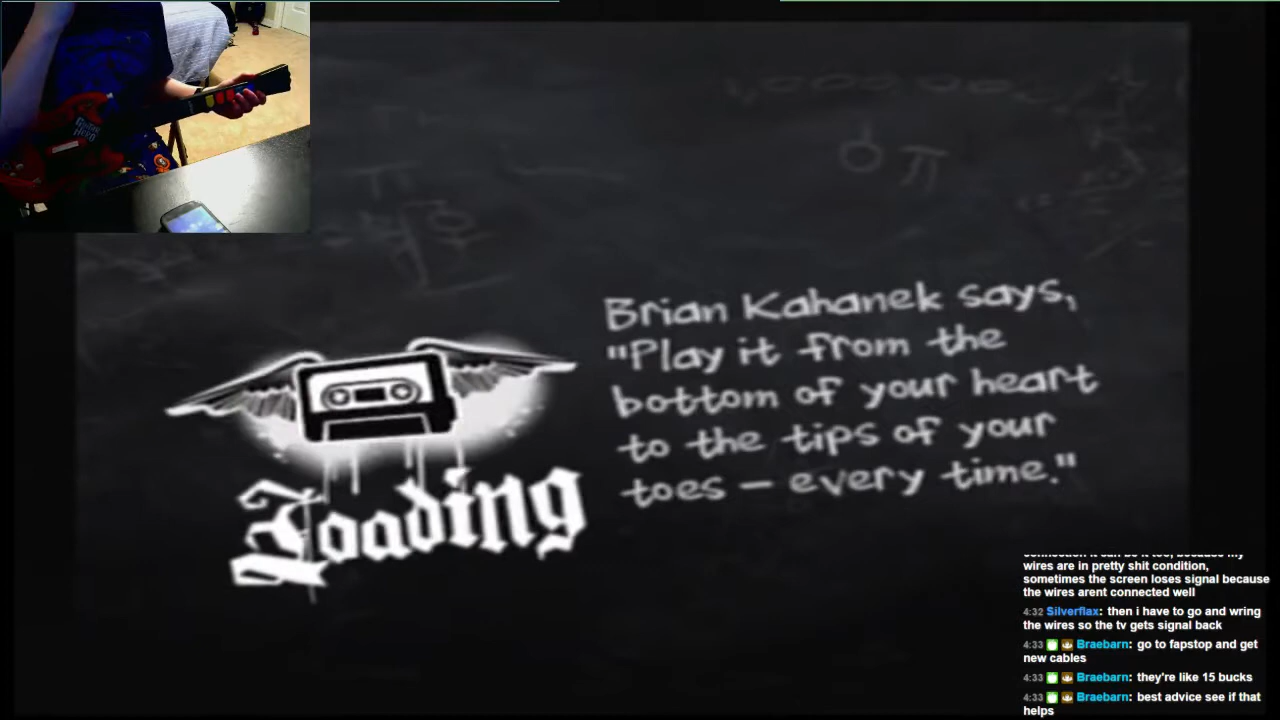 GUITAR HERO
Brian Kahanek says,
"Play it from the
bottom of your heart
to the tips of your
toes - every time."
Loading
wires are in pretty shit condition,
sometimes the screen loses signal because
the wires arent connected well
4:32 Silverflax: then i have to go and wring
the wires so the tv gets signal back
4:33 Braebarn: go to fapstop and get
new cables
4:33 Braebarn: they're like 15 bucks
4:33 Braebarn: best advice see if that
helps